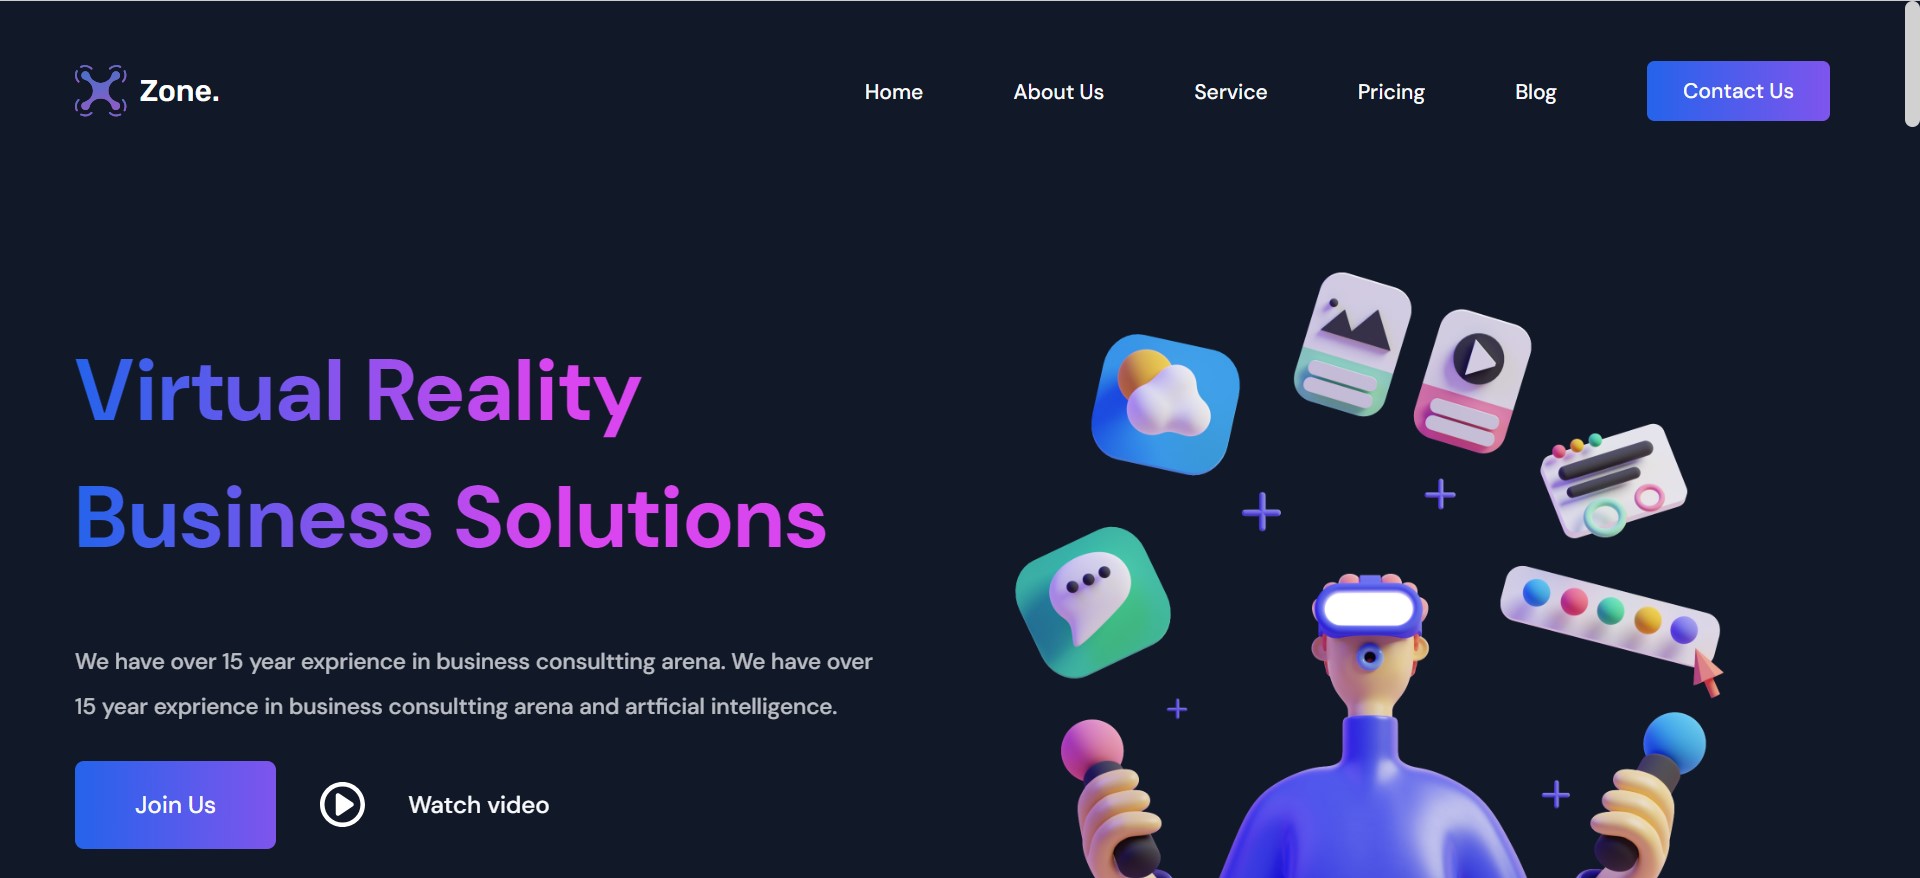 Zone.
Home About Us Service Pricing Blog Contact Us
Virtual Reality
Business Solutions
We have over 15 year exprience in business consultting arena. We have over
15 year exprience in business consultting arena and artficial intelligence.
Join Us Watch video